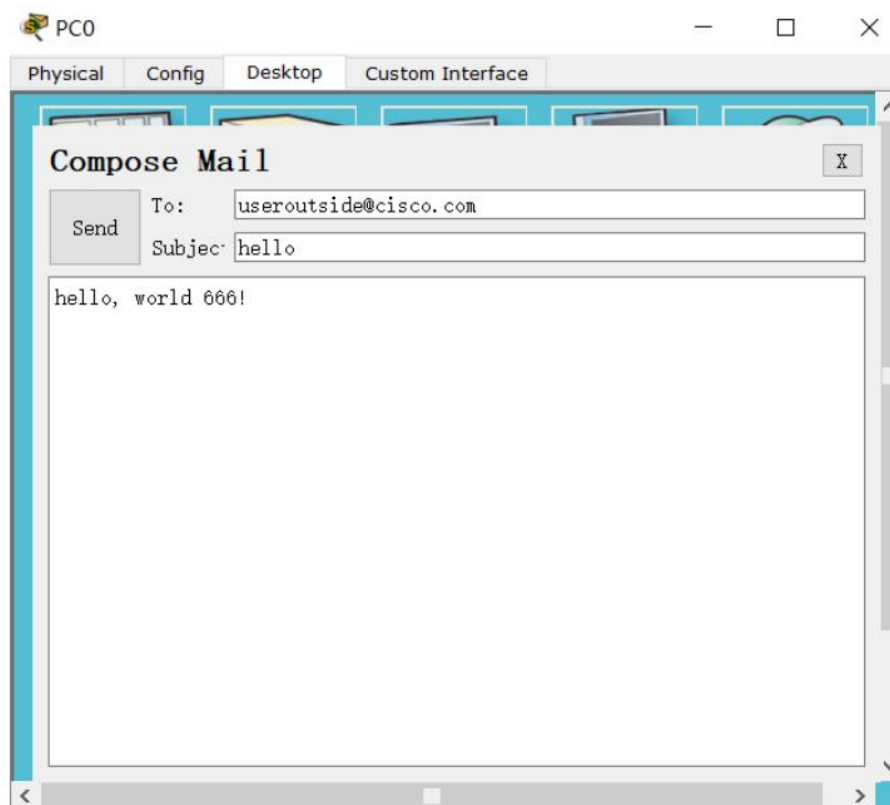 PC0
Physical Config Desktop Custom Interface
Compose Mail
X
Send
To: useroutside@cisco.com
Subjec hello
hello, world 666!